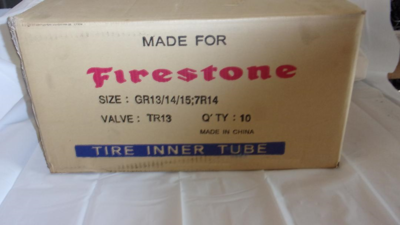 MADE FOR
Firestone
SIZE : GR13/14/15;7R14
VALVE : TR13 Q'TY : 10
MADE IN CHINA
TIRE INNER TUBE